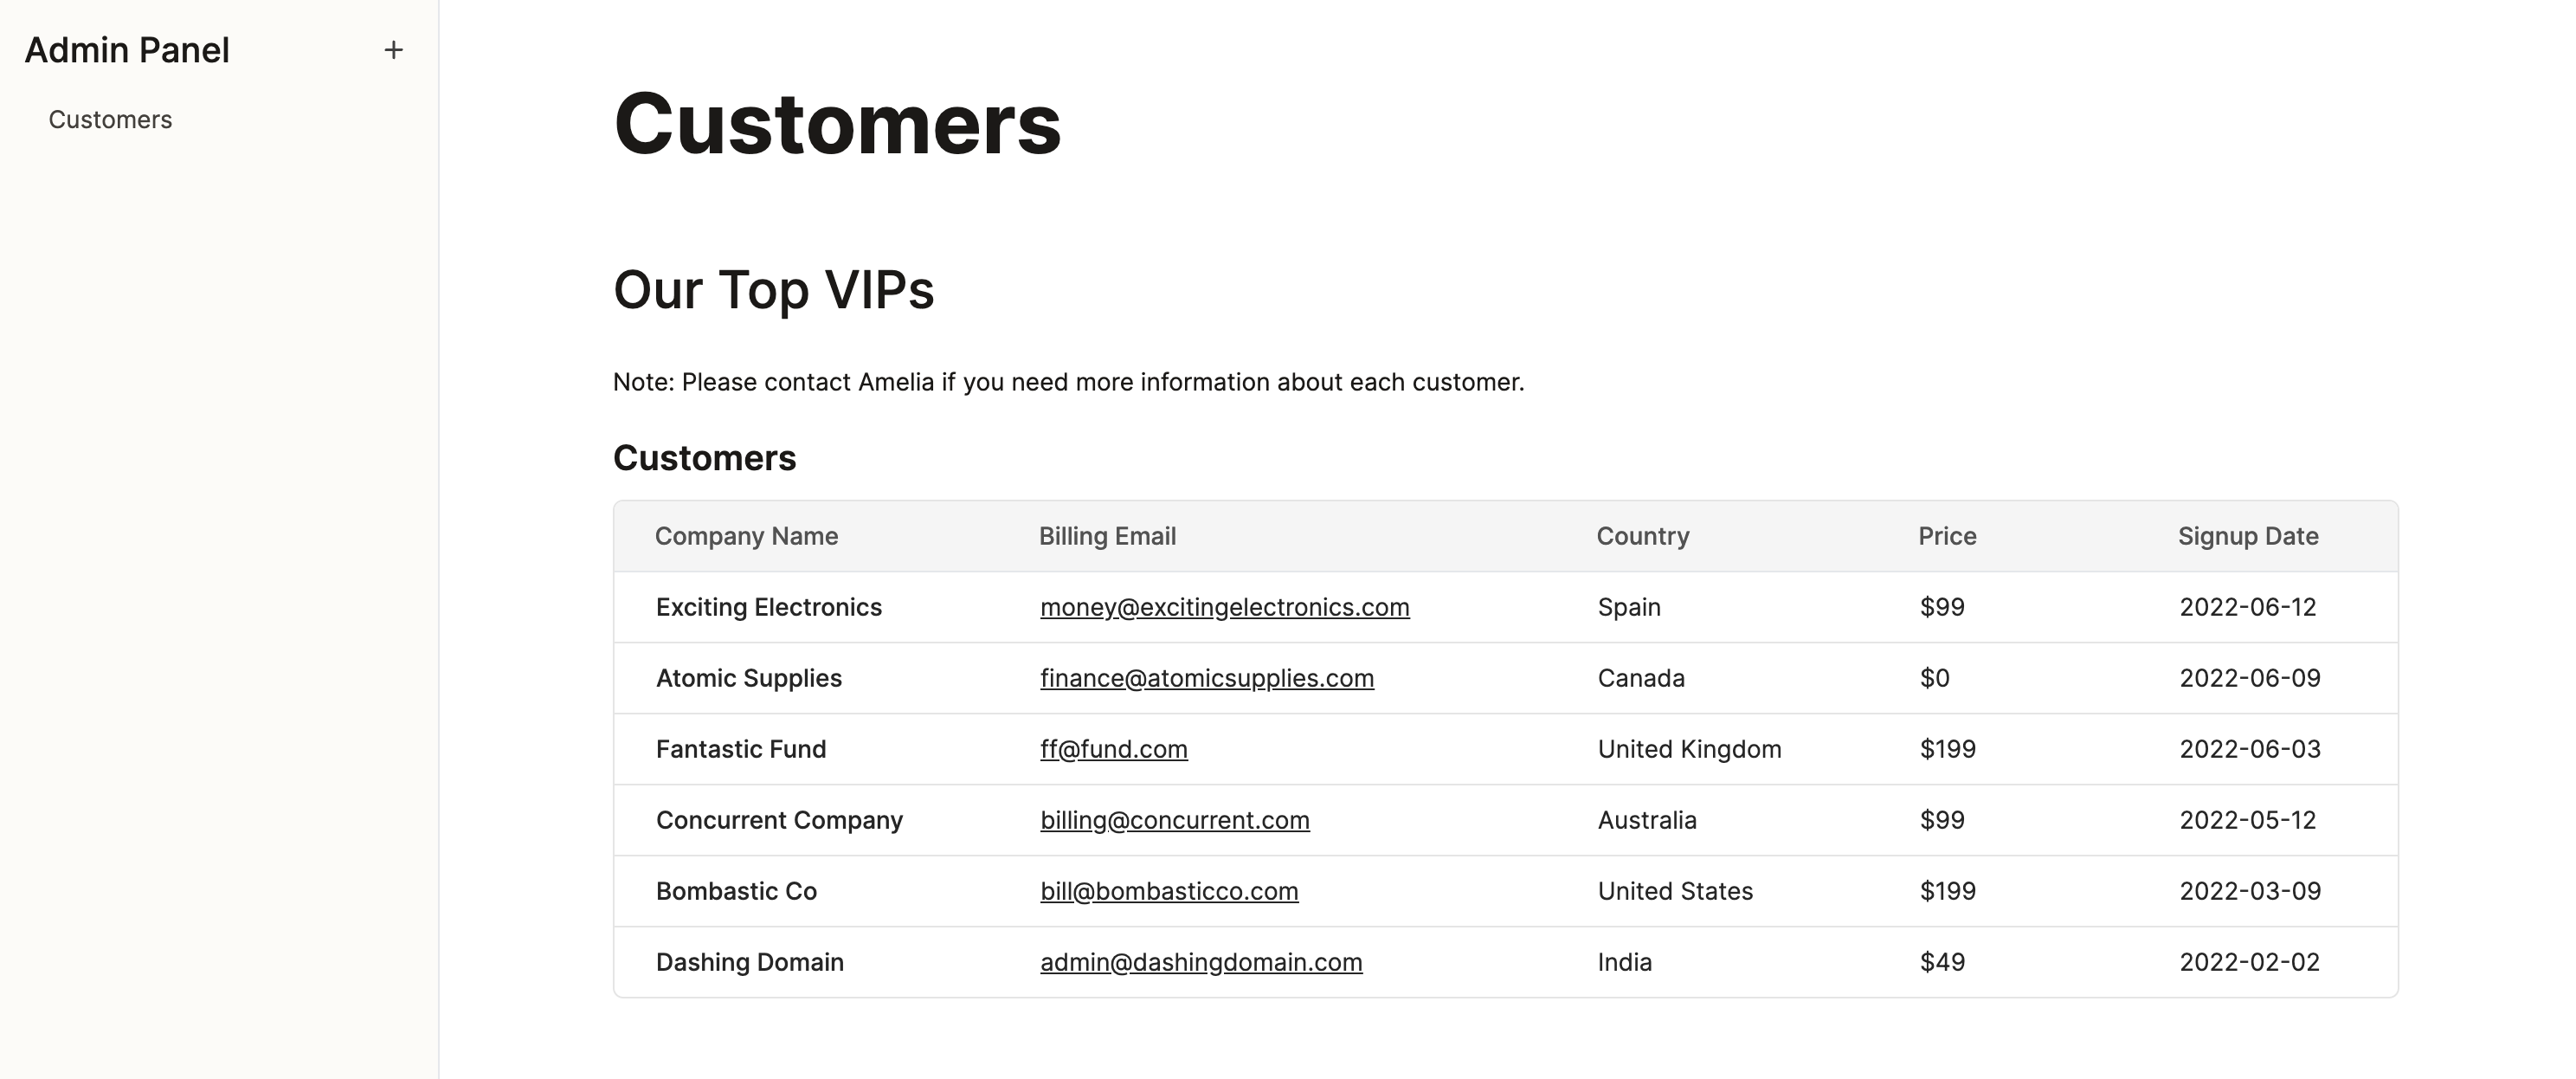 Admin Panel +
Customers
Customers
Our Top VIPs
Note: Please contact Amelia if you need more information about each customer.
Customers
Company Name Billing Email Country Price Signup Date
Exciting Electronics money@excitingelectronics.com Spain $99 2022-06-12
Atomic Supplies finance@atomicsupplies.com Canada $0 2022-06-09
Fantastic Fund ff@fund.com United Kingdom $199 2022-06-03
Concurrent Company billing@concurrent.com Australia $99 2022-05-12
Bombastic Co bill@bombasticco.com United States $199 2022-03-09
Dashing Domain admin@dashingdomain.com India $49 2022-02-02